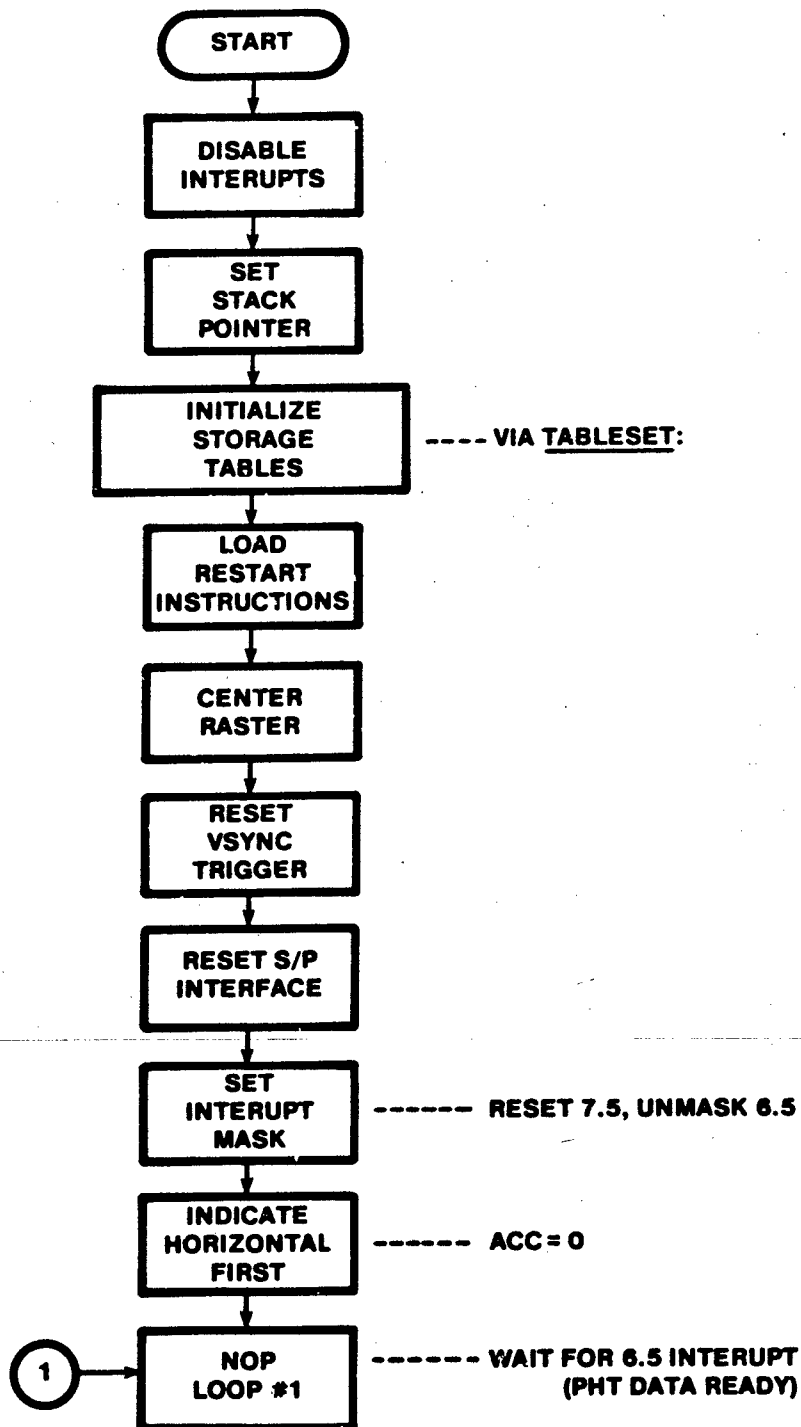 START
DISABLE
INTERUPTS
SET
STACK
POINTER
INITIALIZE
STORAGE
TABLES
---- VIA TABLESET:
LOAD
RESTART
INSTRUCTIONS
CENTER
RASTER
RESET
VSYNC
TRIGGER
RESET S/P
INTERFACE
SET
INTERUPT
MASK
------ RESET 7.5, UNMASK 6.5
INDICATE
HORIZONTAL
FIRST
------ ACC = 0
1
NOP
LOOP #1
------ WAIT FOR 6.5 INTERUPT
(PHT DATA READY)